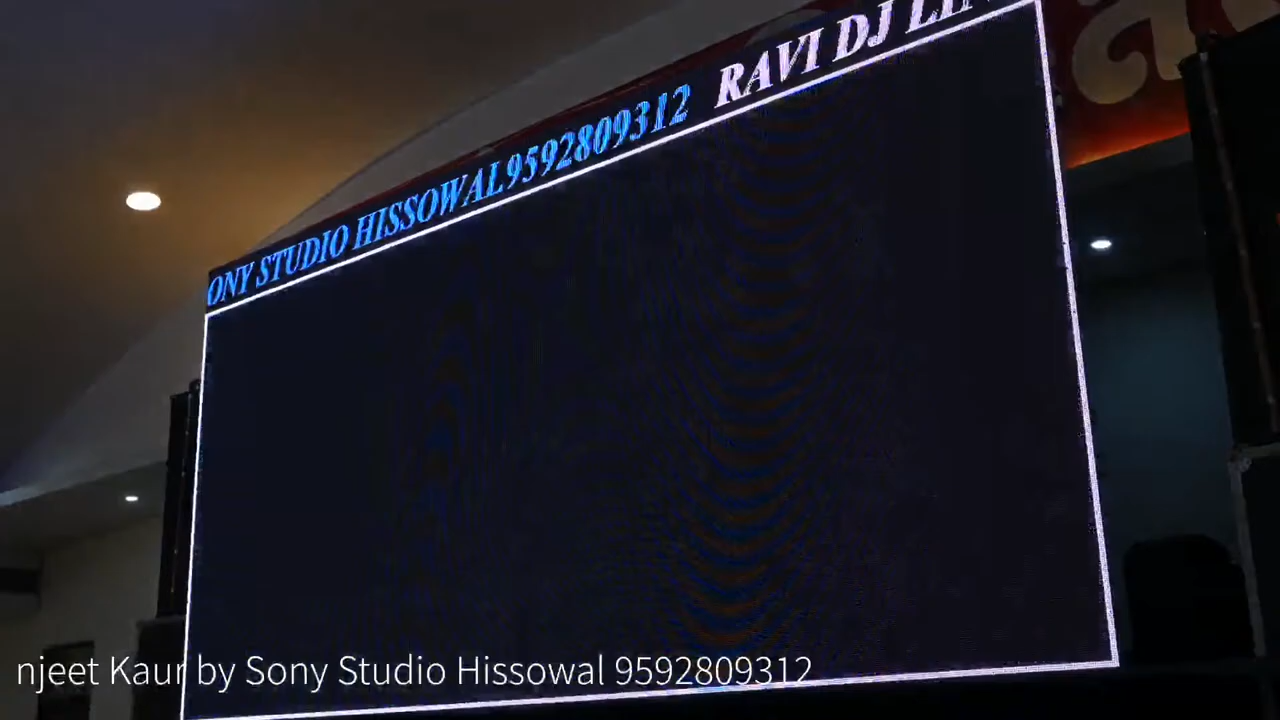 ONY STUDIO HISSOWAL 9592809312 RAVI DJ
njeet Kaur by Sony Studio Hissowal 9592809312